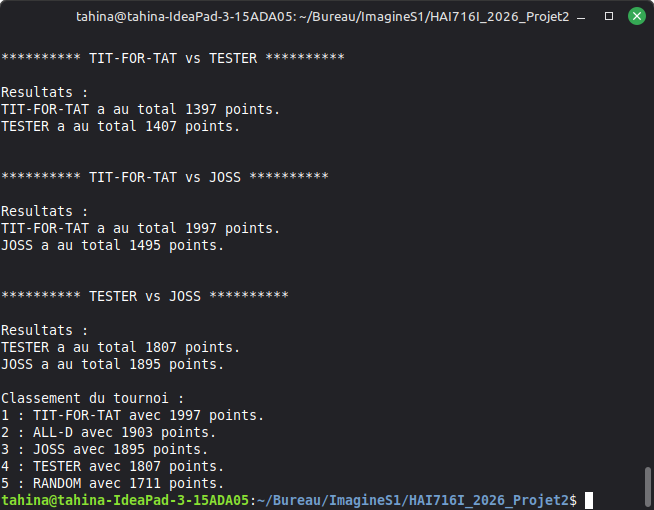 tahina@tahina-IdeaPad-3-15ADA05: ~/Bureau/ImagineS1/HAI716I_2026_Projet2
********** TIT-FOR-TAT vs TESTER **********
Resultats :
TIT-FOR-TAT a au total 1397 points.
TESTER a au total 1407 points.
********** TIT-FOR-TAT vs JOSS **********
Resultats :
TIT-FOR-TAT a au total 1997 points.
JOSS a au total 1495 points.
********** TESTER vs JOSS **********
Resultats :
TESTER a au total 1807 points.
JOSS a au total 1895 points.
Classement du tournoi :
1 : TIT-FOR-TAT avec 1997 points.
2 : ALL-D avec 1903 points.
3 : JOSS avec 1895 points.
4 : TESTER avec 1807 points.
5 : RANDOM avec 1711 points.
tahina@tahina-IdeaPad-3-15ADA05:~/Bureau/ImagineS1/HAI716I_2026_Projet2$